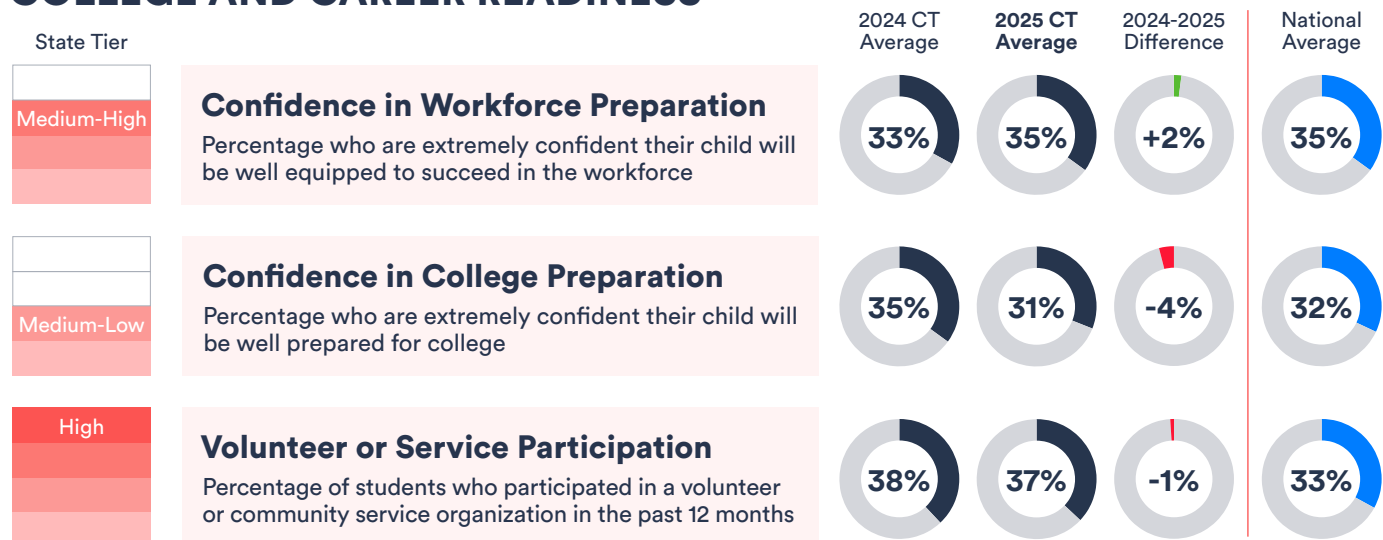 COLLEGE AND CAREER READINESS
State Tier
2024 CT
Average
2025 CT
Average
2024-2025
Difference
National
Average
Medium-High
Confidence in Workforce Preparation
Percentage who are extremely confident their child will
be well equipped to succeed in the workforce
33%
35%
+2%
35%
Medium-Low
Confidence in College Preparation
Percentage who are extremely confident their child will
be well prepared for college
35%
31%
-4%
32%
High
Volunteer or Service Participation
Percentage of students who participated in a volunteer
or community service organization in the past 12 months
38%
37%
-1%
33%